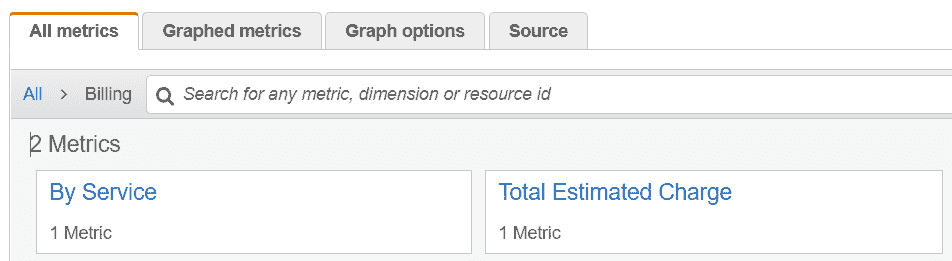 All metrics Graphed metrics Graph options Source
All > Billing Search for any metric, dimension or resource id
2 Metrics
By Service Total Estimated Charge
1 Metric 1 Metric